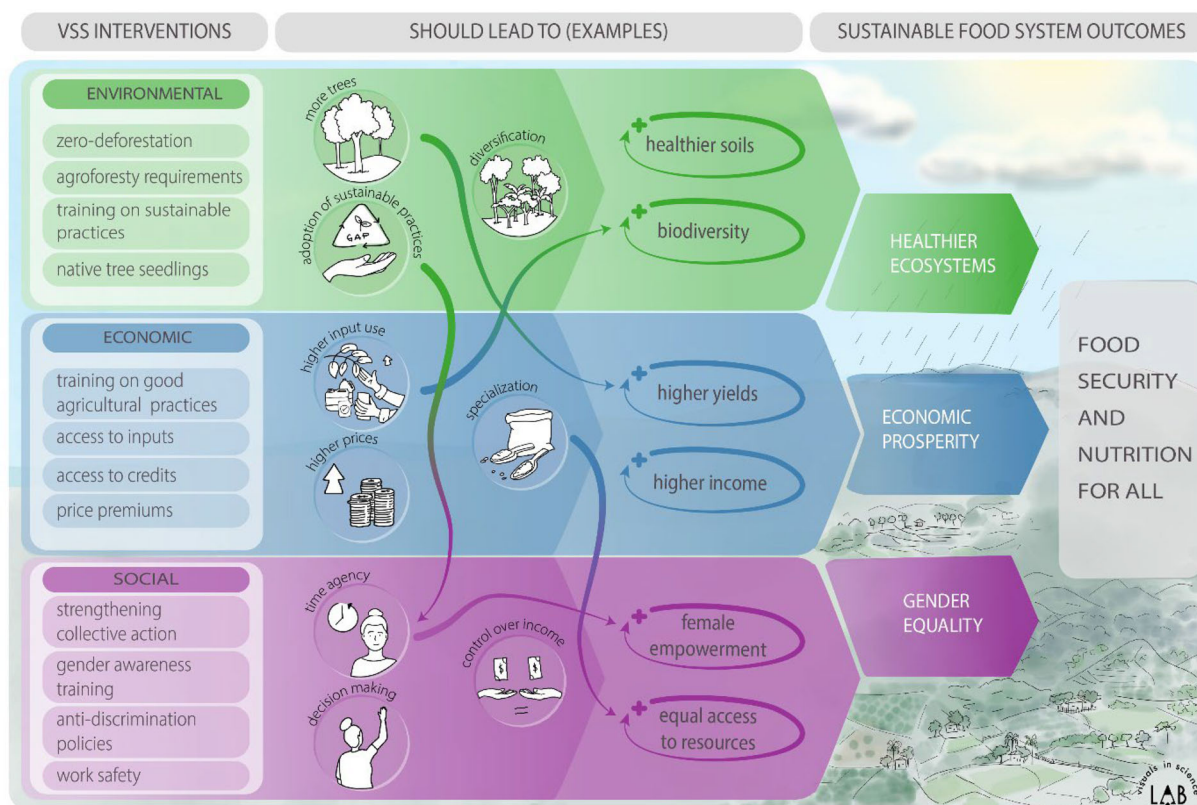 VSS INTERVENTIONS
SHOULD LEAD TO (EXAMPLES)
SUSTAINABLE FOOD SYSTEM OUTCOMES
ENVIRONMENTAL
zero-deforestation
agroforesty requirements
training on sustainable
practices
native tree seedlings
more trees
adoption of sustainable practices
GAP
diversification
healthier soils
biodiversity
HEALTHIER
ECOSYSTEMS
ECONOMIC
training on good
agricultural practices
access to inputs
access to credits
price premiums
higher input use
higher prices
specialization
higher yields
higher income
ECONOMIC
PROSPERITY
SOCIAL
strengthening
collective action
gender awareness
training
anti-discrimination
policies
work safety
time agency
decision making
control over income
$ $
=
female
empowerment
equal access
to resources
GENDER
EQUALITY
FOOD
SECURITY
AND
NUTRITION
FOR ALL
visuals in science
LAB